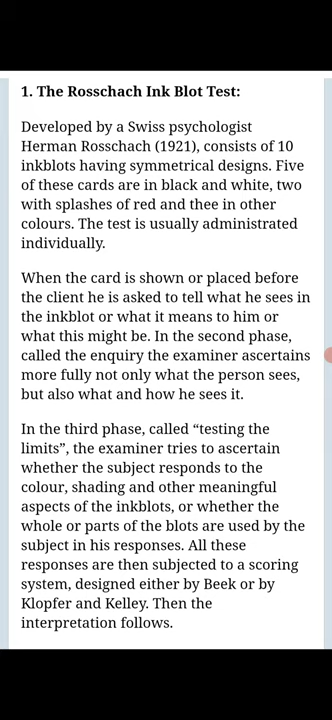 1. The Rosschach Ink Blot Test:
Developed by a Swiss psychologist
Herman Rosschach (1921), consists of 10
inkblots having symmetrical designs. Five
of these cards are in black and white, two
with splashes of red and thee in other
colours. The test is usually administrated
individually.
When the card is shown or placed before
the client he is asked to tell what he sees in
the inkblot or what it means to him or
what this might be. In the second phase,
called the enquiry the examiner ascertains
more fully not only what the person sees,
but also what and how he sees it.
In the third phase, called “testing the
limits”, the examiner tries to ascertain
whether the subject responds to the
colour, shading and other meaningful
aspects of the inkblots, or whether the
whole or parts of the blots are used by the
subject in his responses. All these
responses are then subjected to a scoring
system, designed either by Beek or by
Klopfer and Kelley. Then the
interpretation follows.